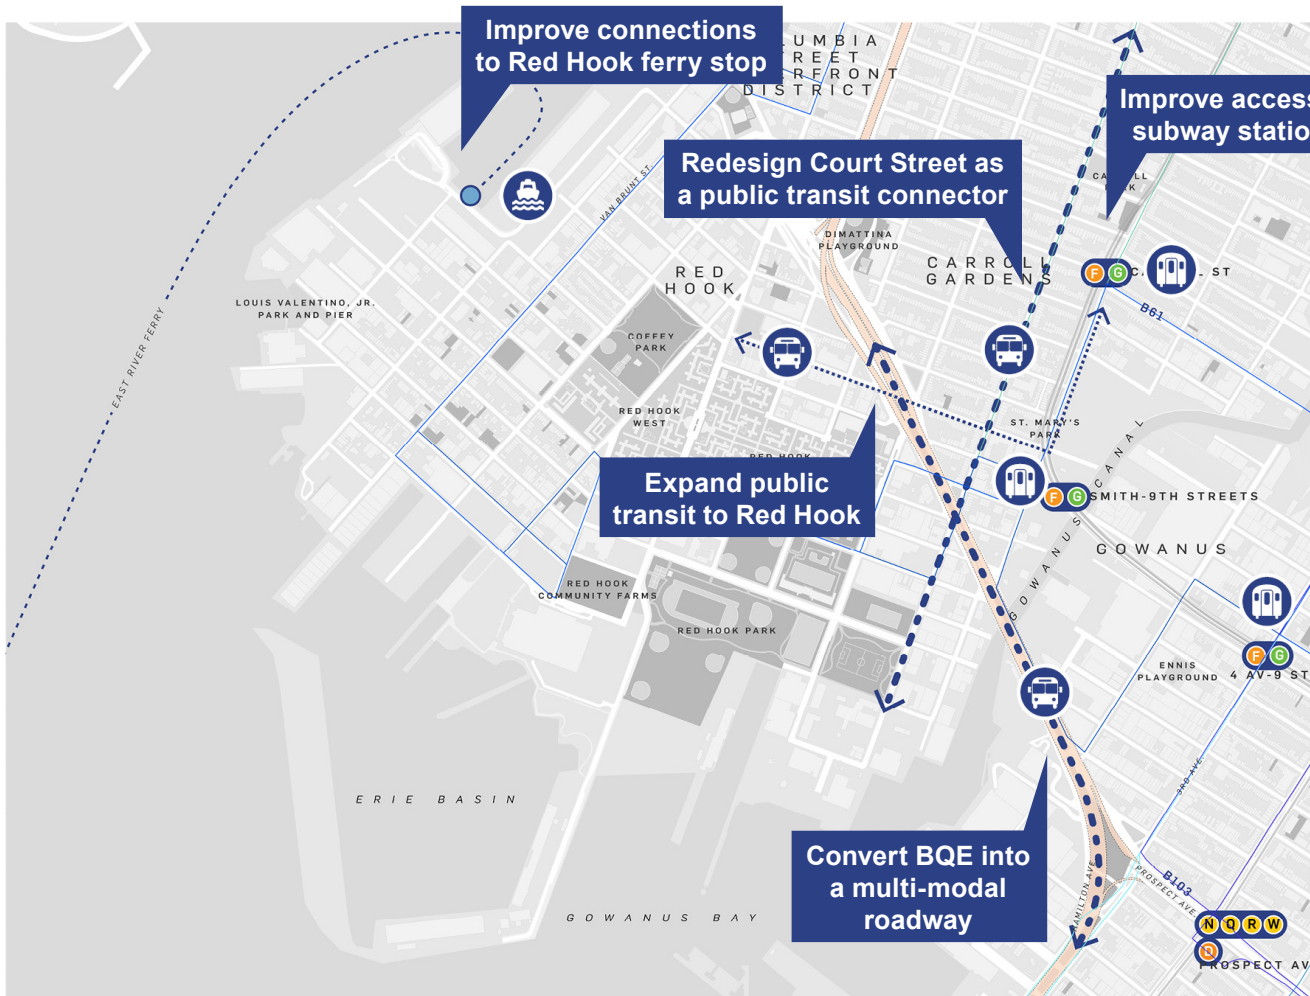 Improve connections
to Red Hook ferry stop
DISTRICT
Improve access
subway
Redesign Court Street as
a public transit connector
VAN BRUNT ST.
DIMATTINA
PLAYGROUND
RED
HOOK
CARROLL
GARDENS
F G
ST
LOUIS VALENTINO, JR.
PARK AND PIER
B61
EAST RIVER FERRY
COFFEY
PARK
RED HOOK
WEST
ST. MARY'S
PARK
RED HOOK
Expand public
transit to Red Hook
F G SMITH-9TH STREETS
GOWANUS CANAL
GOWANUS
RED HOOK
COMMUNITY FARMS
RED HOOK PARK
ENNIS
PLAYGROUND
F G
4 AV-9 ST
3RD AVE.
ERIE BASIN
Convert BQE into
a multi-modal
roadway
HAMILTON AVE.
PROSPECT AVE.
B103
GOWANUS BAY
N Q R W
D
PROSPECT AV